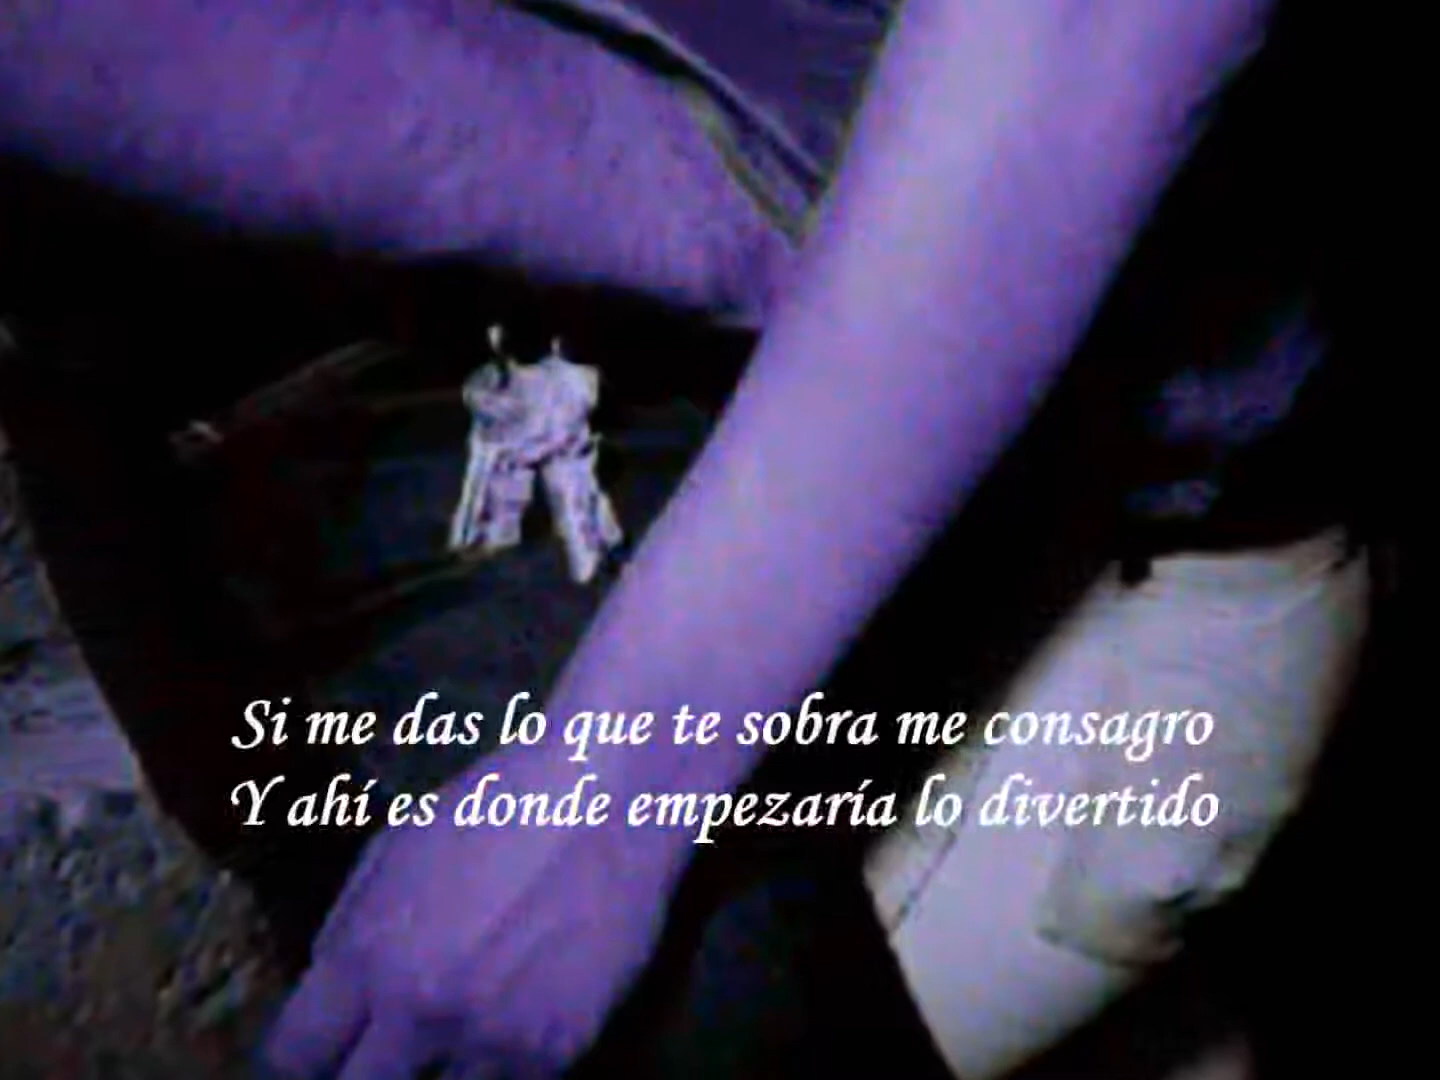 Si me das lo que te sobra me consagro
Y ahí es donde empezaría lo divertido